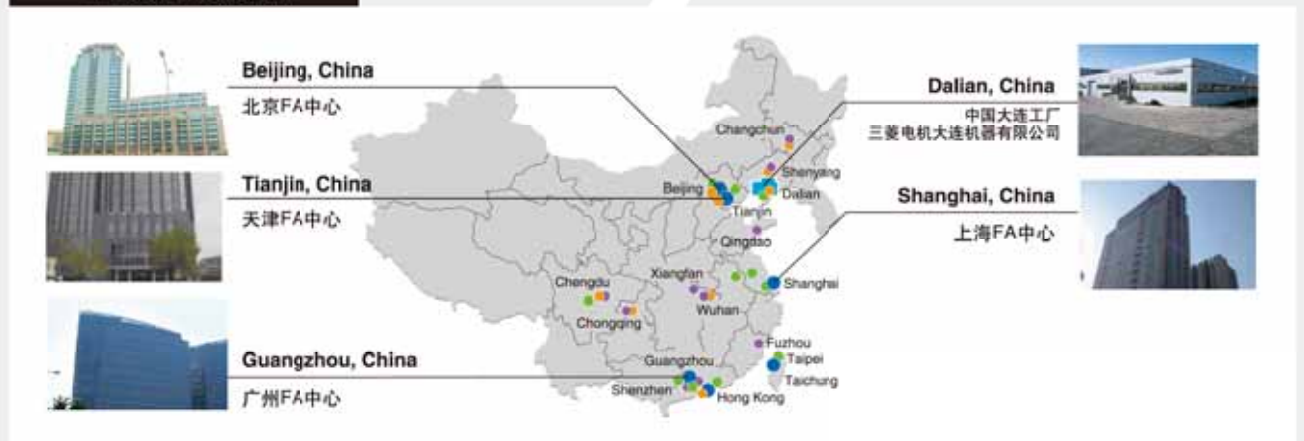 Beijing, China
北京FA中心
Tianjin, China
天津FA中心
Guangzhou, China
广州FA中心
Dalian, China
中国大连工厂
三菱电机大连机器有限公司
Shanghai, China
上海FA中心
Changchun
Shenyang
Beijing
Dalian
Tianjin
Qingdao
Xiangfan
Chengdu
Shanghai
Wuhan
Chongqing
Fuzhou
Guangzhou
Taipei
Taichung
Shenzhen
Hong Kong